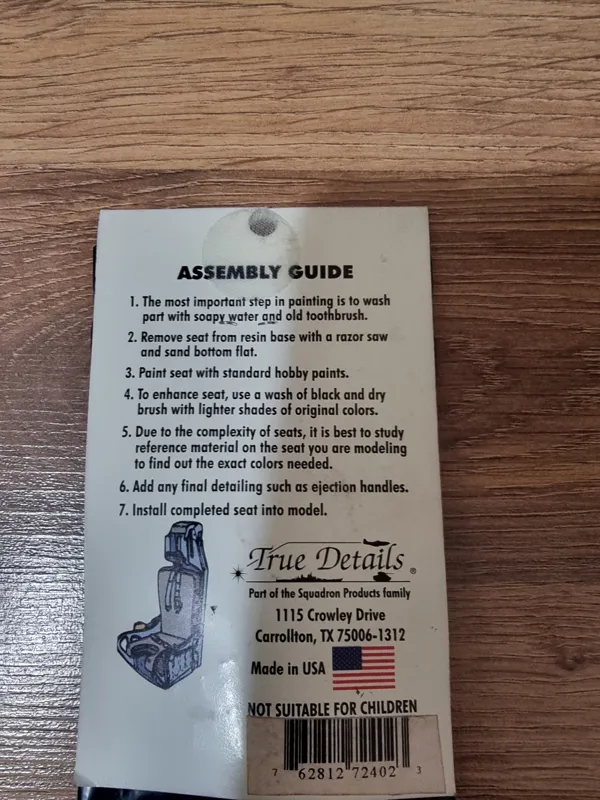 ASSEMBLY GUIDE
1. The most important step in painting is to wash
part with soapy water and old toothbrush.
2. Remove seat from resin base with a razor saw
and sand bottom flat.
3. Paint seat with standard hobby paints.
4. To enhance seat, use a wash of black and dry
brush with lighter shades of original colors.
5. Due to the complexity of seats, it is best to study
reference material on the seat you are modeling
to find out the exact colors needed.
6. Add any final detailing such as ejection handles.
7. Install completed seat into model.
True Details®
Part of the Squadron Products family
1115 Crowley Drive
Carrollton, TX 75006-1312
Made in USA
NOT SUITABLE FOR CHILDREN
7 62812 72402 3